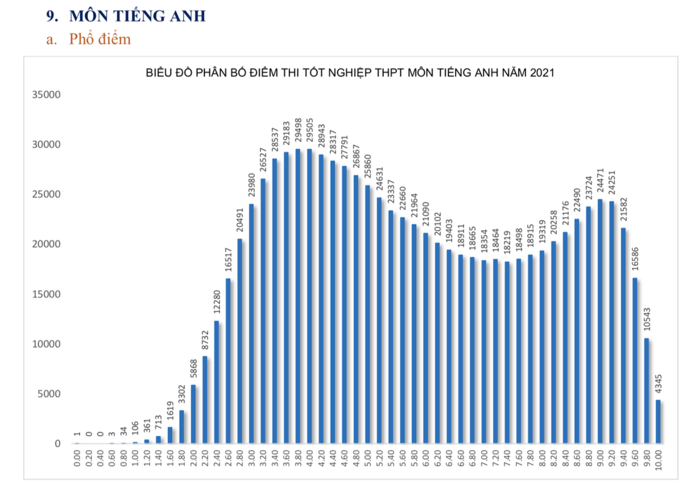 9. MÔN TIẾNG ANH
a. Phổ điểm
BIỂU ĐỒ PHÂN BỐ ĐIỂM THI TỐT NGHIỆP THPT MÔN TIẾNG ANH NĂM 2021
35000
30000
25000
20000
15000
10000
5000
0
1 0 0 3 34 106 361 713 1619 3302 5868 8732 12280 16517 20491 23980 26527 28537 29183 29498 29505 28943 28317 27791 26867 25860 24631 23337 22660 21964 21090 20102 19403 18911 18665 18354 18464 18219 18498 18915 19319 20258 21176 22490 23724 24471 24251 21582 16586 10543 4345
0.00 0.20 0.40 0.60 0.80 1.00 1.20 1.40 1.60 1.80 2.00 2.20 2.40 2.60 2.80 3.00 3.20 3.40 3.60 3.80 4.00 4.20 4.40 4.60 4.80 5.00 5.20 5.40 5.60 5.80 6.00 6.20 6.40 6.60 6.80 7.00 7.20 7.40 7.60 7.80 8.00 8.20 8.40 8.60 8.80 9.00 9.20 9.40 9.60 9.80 10.00